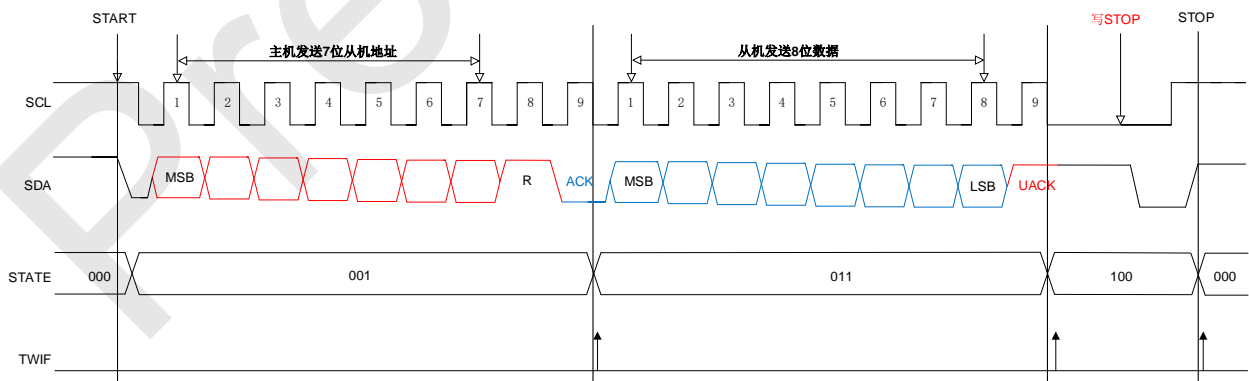 START
写STOP
STOP
主机发送7位从机地址
从机发送8位数据
SCL
1 2 3 4 5 6 7 8 9 1 2 3 4 5 6 7 8 9
SDA
MSB R ACK MSB LSB UACK
STATE
000 001 011 100 000
TWIF
Pre